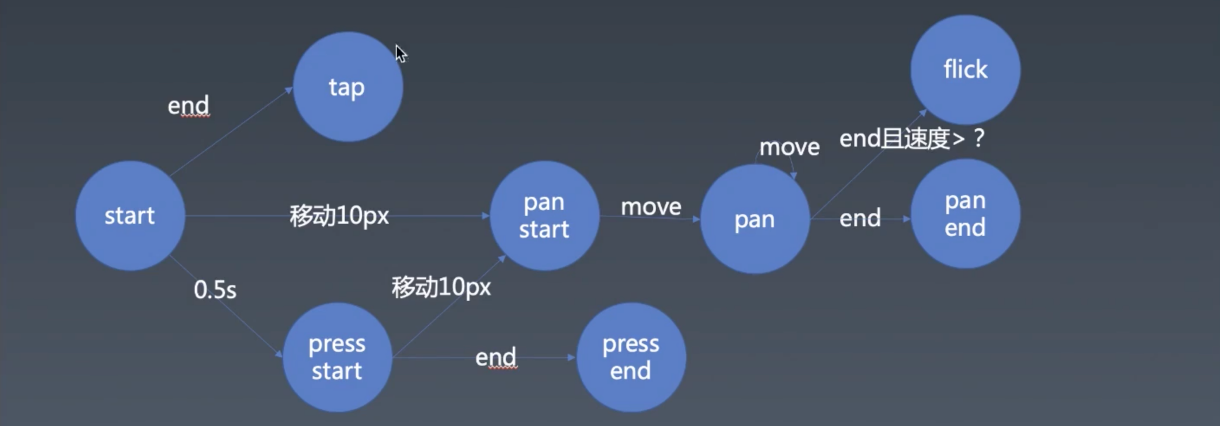 flick
tap
end
end且速度>？
move
start
移动10px
pan
start
move
pan
end
pan
end
0.5s
移动10px
press
start
end
press
end